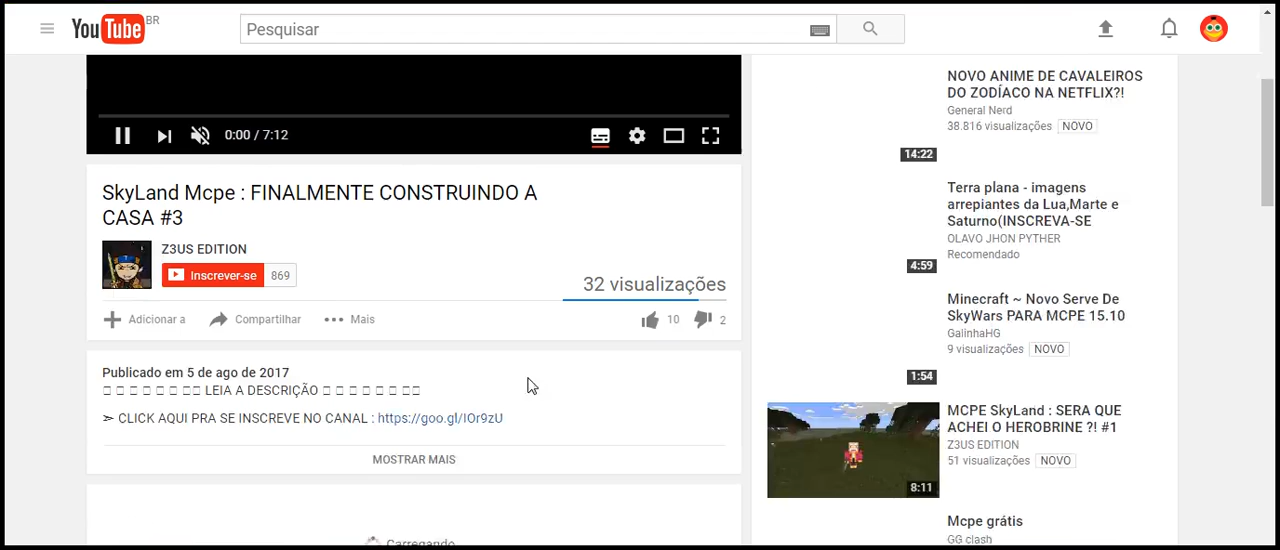 YouTube BR
Pesquisar
0:00 / 7:12
SkyLand Mcpe : FINALMENTE CONSTRUINDO A
CASA #3
Z3US EDITION
Inscrever-se 869
32 visualizações
Adicionar a Compartilhar Mais 10 2
Publicado em 5 de ago de 2017
LEIA A DESCRIÇÃO
➣ CLICK AQUI PRA SE INSCREVE NO CANAL : https://goo.gl/IOr9zU
MOSTRAR MAIS
Carregando
NOVO ANIME DE CAVALEIROS
DO ZODÍACO NA NETFLIX?!
General Nerd
38.816 visualizações NOVO
14:22
Terra plana - imagens
arrepiantes da Lua,Marte e
Saturno(INSCREVA-SE
OLAVO JHON PYTHER
Recomendado
4:59
Minecraft ~ Novo Serve De
SkyWars PARA MCPE 15.10
GalinhaHG
9 visualizações NOVO
1:54
MCPE SkyLand : SERA QUE
ACHEI O HEROBRINE ?! #1
Z3US EDITION
51 visualizações NOVO
8:11
Mcpe grátis
GG clash